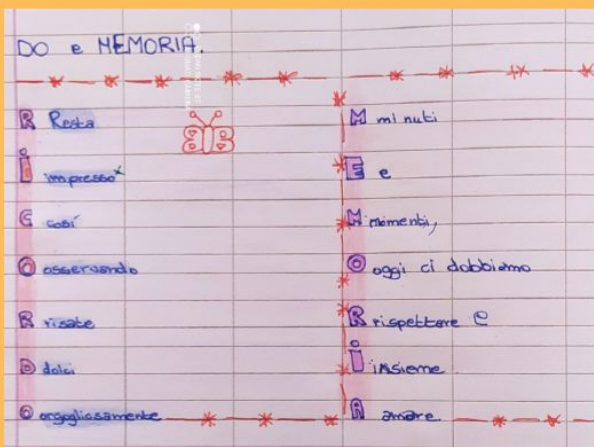 DO e MEMORIA.
R Resta
I impresso*
C così
O osservando
R risate
D dolci
O orgogliosamente
M minuti
E e
M momenti,
O oggi ci dobbiamo
R rispettare e
I insieme
A amare.